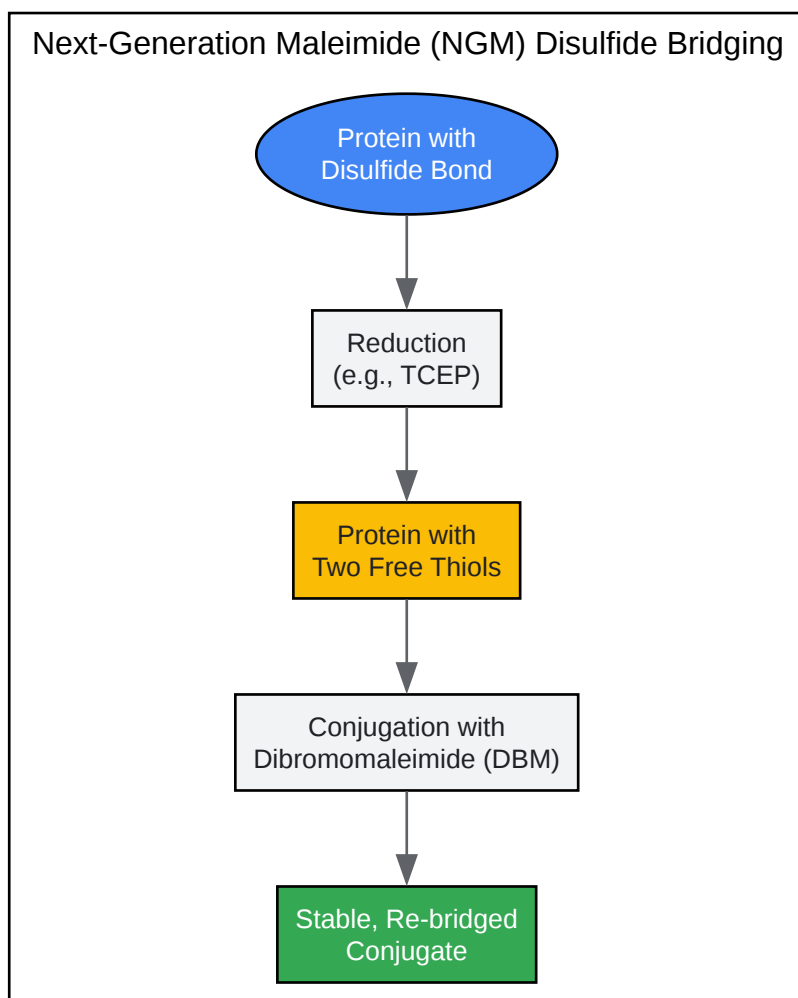 Next-Generation Maleimide (NGM) Disulfide Bridging
Protein with
Disulfide Bond
Reduction
(e.g., TCEP)
Protein with
Two Free Thiols
Conjugation with
Dibromomaleimide (DBM)
Stable, Re-bridged
Conjugate